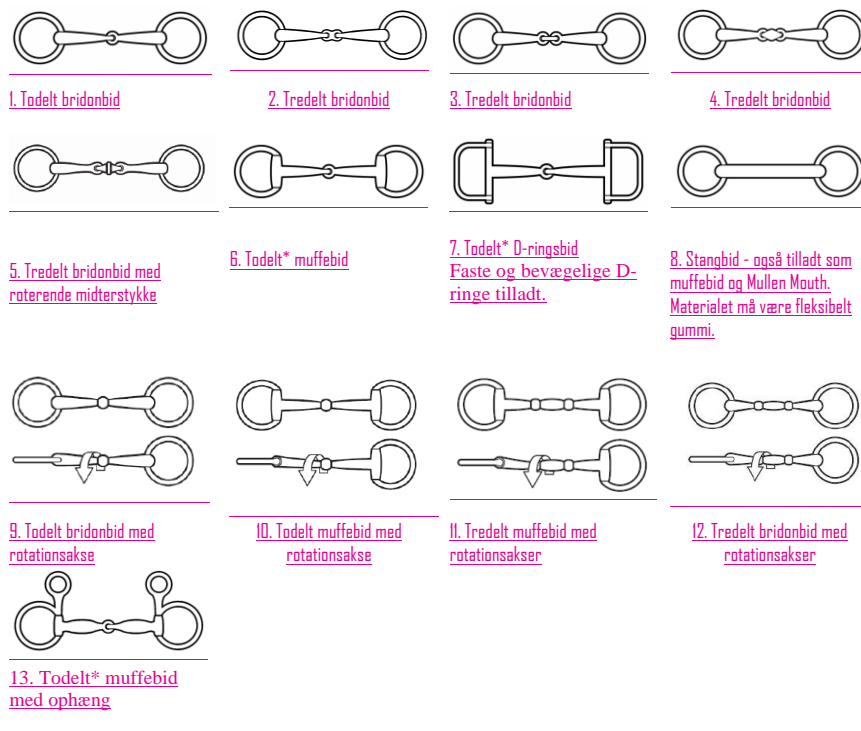 1. Todelt bridonbid
2. Tredelt bridonbid
3. Tredelt bridonbid
4. Tredelt bridonbid
5. Tredelt bridonbid med
roterende midterstykke
6. Todelt* muffebid
7. Todelt* D-ringsbid
Faste og bevægelige D-
ringe tilladt.
8. Stangbid - også tilladt som
muffebid og Mullen Mouth.
Materialet må være fleksibelt
gummi.
9. Todelt bridonbid med
rotationsakse
10. Todelt muffebid med
rotationsakse
11. Tredelt muffebid med
rotationsakser
12. Tredelt bridonbid med
rotationsakser
13. Todelt* muffebid
med ophæng